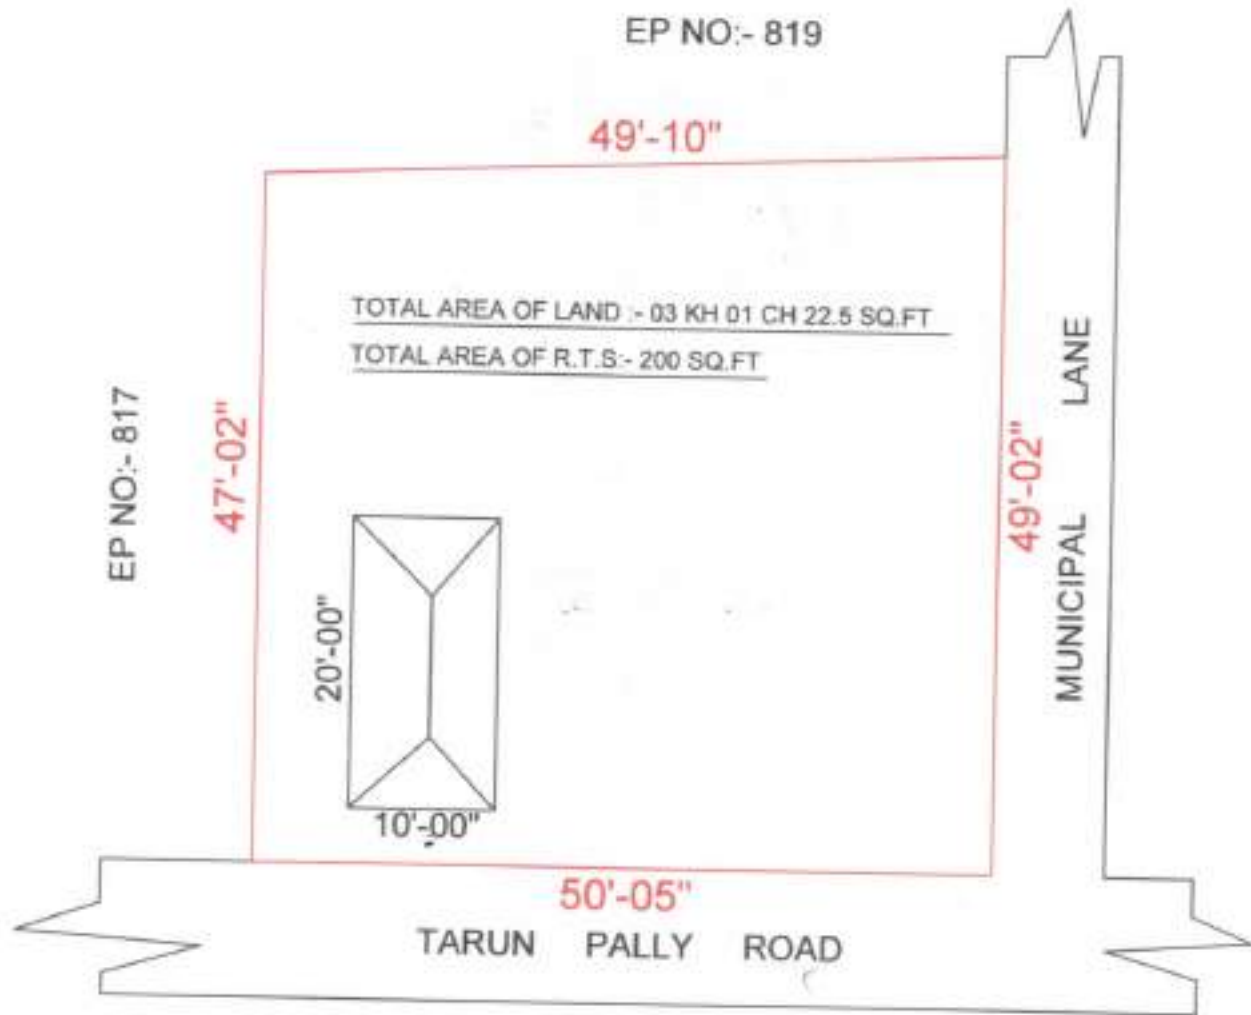 EP NO:- 819
49'-10"
TOTAL AREA OF LAND :- 03 KH 01 CH 22.5 SQ.FT
TOTAL AREA OF R.T.S:- 200 SQ.FT
EP NO:- 817
47'-02"
49'-02"
MUNICIPAL LANE
20'-00"
10'-00"
50'-05"
TARUN PALLY ROAD